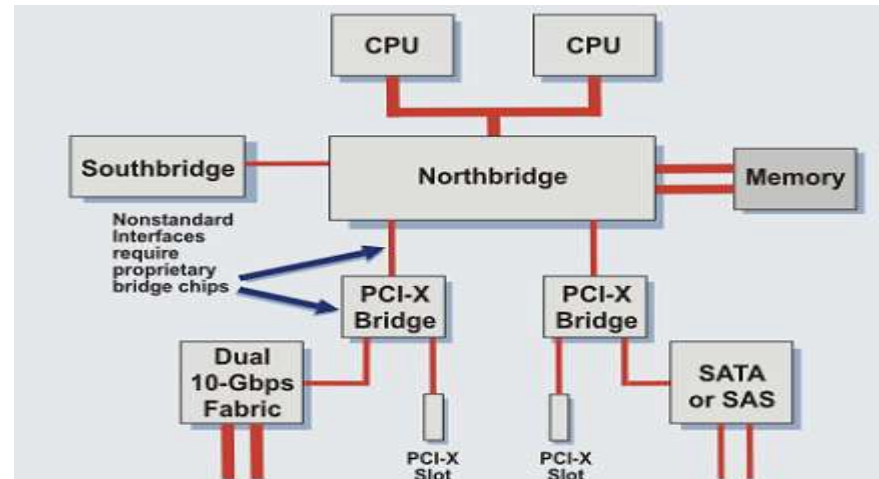 CPU
CPU
Southbridge
Northbridge
Memory
Nonstandard
Interfaces
require
proprietary
bridge chips
PCI-X
Bridge
PCI-X
Bridge
Dual
10-Gbps
Fabric
SATA
or SAS
PCI-X
Slot
PCI-X
Slot